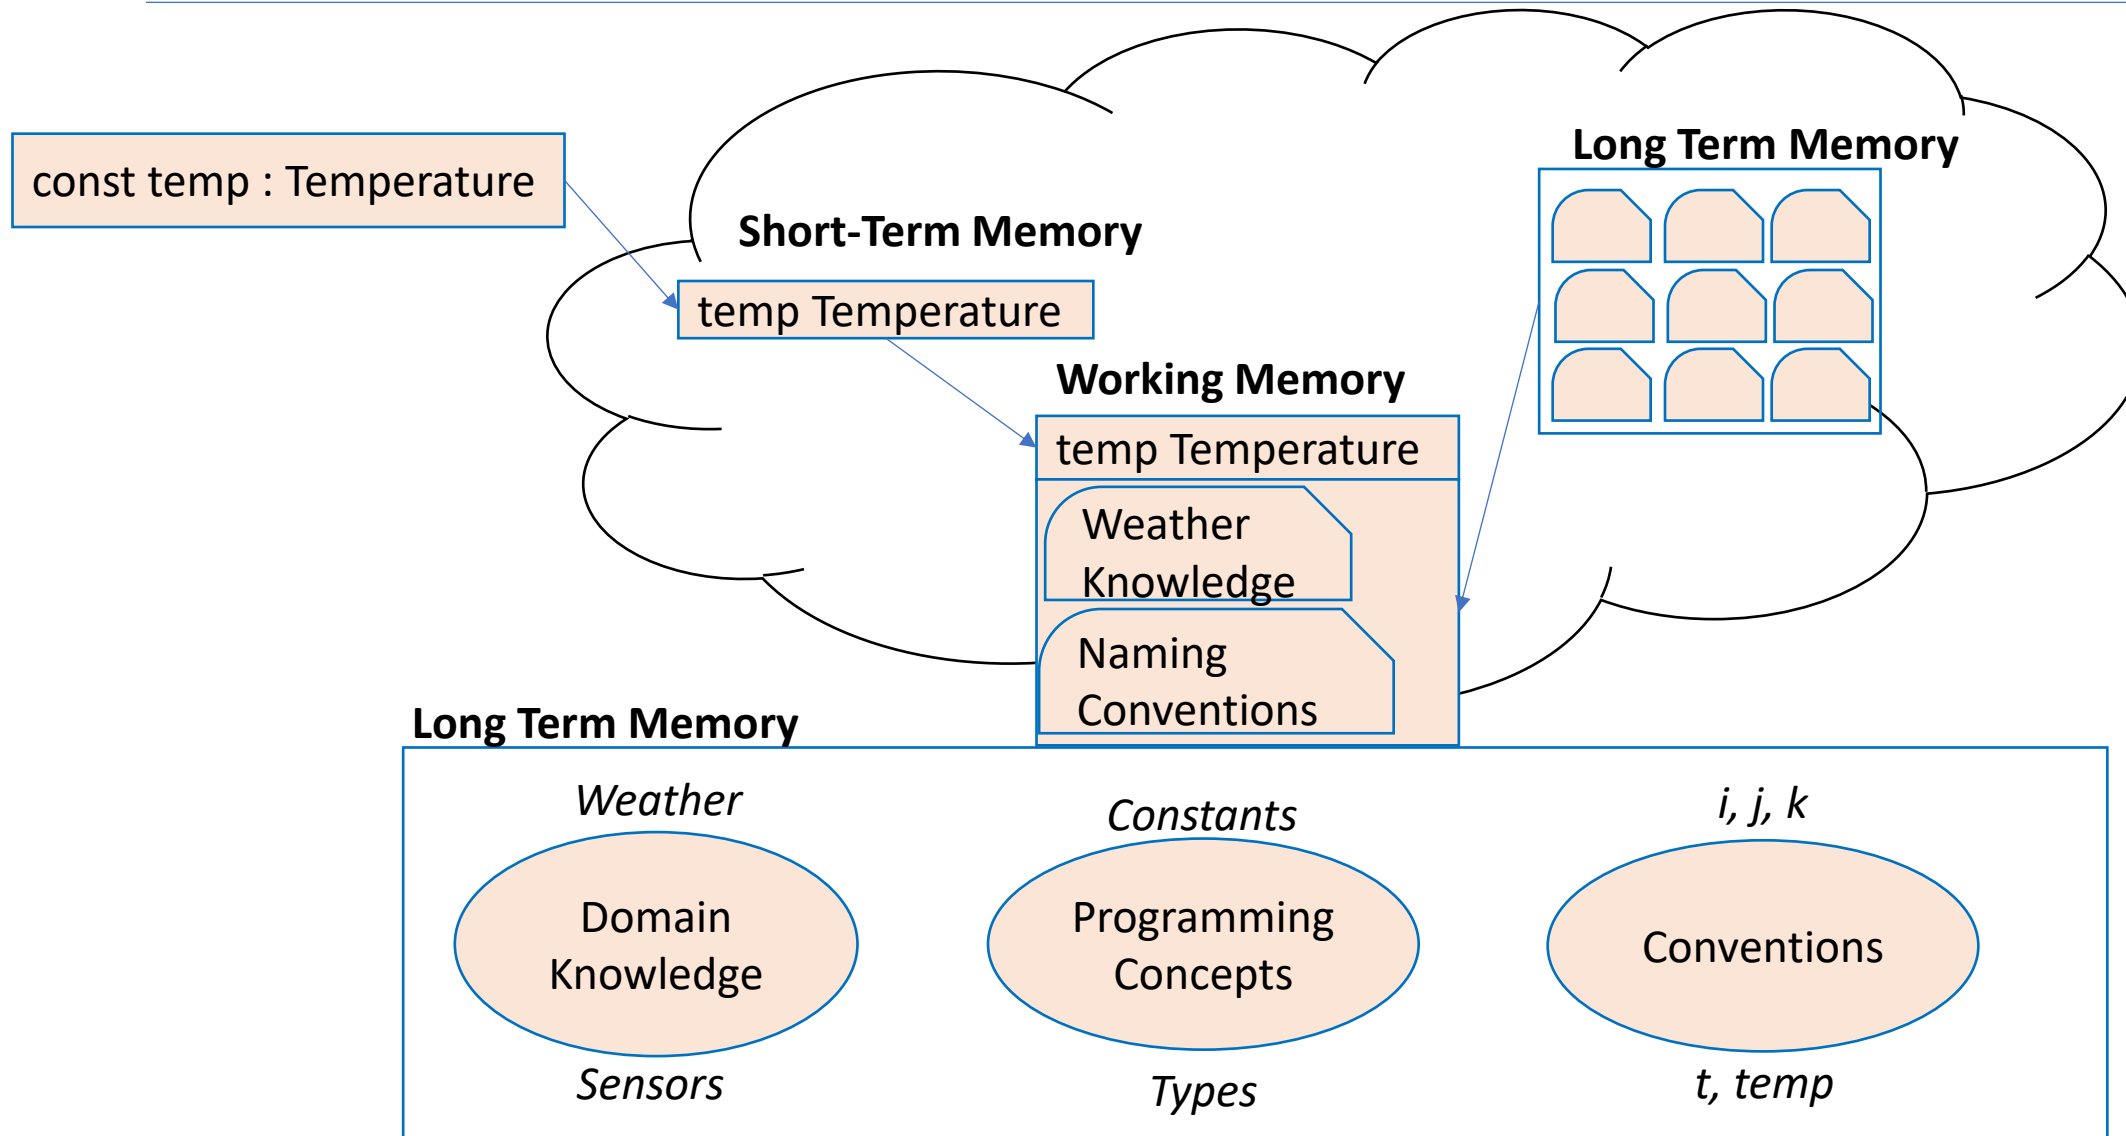 const temp : Temperature
Long Term Memory
Short-Term Memory
temp Temperature
Working Memory
temp Temperature
Weather
Knowledge
Naming
Conventions
Long Term Memory
Weather
Domain
Knowledge
Sensors
Constants
Programming
Concepts
Types
i, j, k
Conventions
t, temp